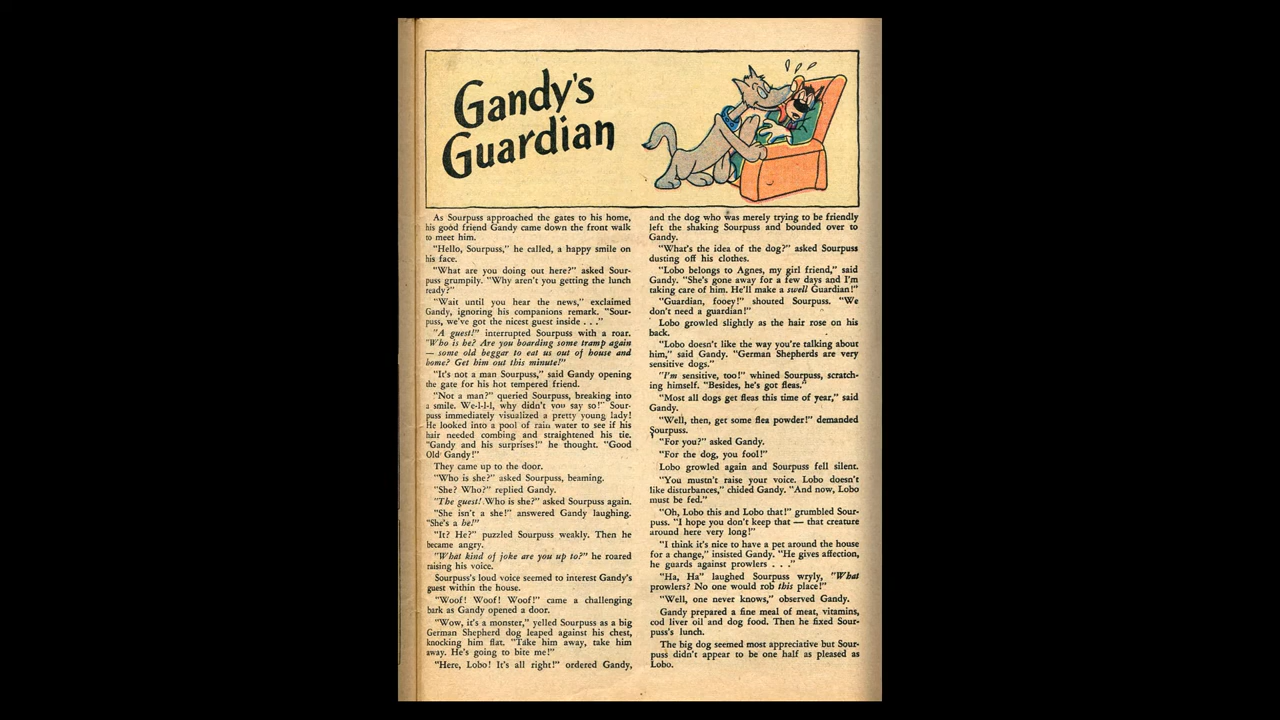 Gandy's
Guardian
As Sourpuss approached the gates to his home,
his good friend Gandy came down the front walk
to meet him.
"Hello, Sourpuss," he called, a happy smile on
his face.
"What are you doing out here?" asked Sour-
puss grumpily. "Why aren't you getting the lunch
ready?"
"Wait until you hear the news," exclaimed
Gandy, ignoring his companions remark. "Sour-
puss, we've got the nicest guest inside . . ."
"A guest!" interrupted Sourpuss with a roar.
"Who is he? Are you boarding some tramp again
— some old beggar to eat us out of house and
home? Get him out this minute!"
"It's not a man Sourpuss," said Gandy opening
the gate for his hot tempered friend.
"Not a man?" queried Sourpuss, breaking into
a smile. We-l-l-l, why didn't you say so!" Sour-
puss immediately visualized a pretty young lady!
He looked into a pool of rain water to see if his
hair needed combing and straightened his tie.
"Gandy and his surprises!" he thought. "Good
Old Gandy!"
They came up to the door.
"Who is she?" asked Sourpuss, beaming.
"She? Who?" replied Gandy.
"The guest! Who is she?" asked Sourpuss again.
"She isn't a she!" answered Gandy laughing.
"She's a he!"
"It? He?" puzzled Sourpuss weakly. Then he
became angry.
"What kind of joke are you up to?" he roared
raising his voice.
Sourpuss's loud voice seemed to interest Gandy's
guest within the house.
"Woof! Woof! Woof!" came a challenging
bark as Gandy opened a door.
"Wow, it's a monster," yelled Sourpuss as a big
German Shepherd dog leaped against his chest,
knocking him flat. "Take him away, take him
away. He's going to bite me!"
"Here, Lobo! It's all right!" ordered Gandy,
and the dog who was merely trying to be friendly
left the shaking Sourpuss and bounded over to
Gandy.
"What's the idea of the dog?" asked Sourpuss
dusting off his clothes.
"Lobo belongs to Agnes, my girl friend," said
Gandy. "She's gone away for a few days and I'm
taking care of him. He'll make a swell Guardian!"
"Guardian, fooey!" shouted Sourpuss. "We
don't need a guardian!"
Lobo growled slightly as the hair rose on his
back.
"Lobo doesn't like the way you're talking about
him," said Gandy. "German Shepherds are very
sensitive dogs."
"I'm sensitive, too!" whined Sourpuss, scratch-
ing himself. "Besides, he's got fleas."
"Most all dogs get fleas this time of year," said
Gandy.
"Well, then, get some flea powder!" demanded
Sourpuss.
"For you?" asked Gandy.
"For the dog, you fool!"
Lobo growled again and Sourpuss fell silent.
"You mustn't raise your voice. Lobo doesn't
like disturbances," chided Gandy. "And now, Lobo
must be fed."
"Oh, Lobo this and Lobo that!" grumbled Sour-
puss. "I hope you don't keep that — that creature
around here very long!"
"I think it's nice to have a pet around the house
for a change," insisted Gandy. "He gives affection,
he guards against prowlers . . ."
"Ha, Ha" laughed Sourpuss wryly, "What
prowlers? No one would rob this place!"
"Well, one never knows," observed Gandy.
Gandy prepared a fine meal of meat, vitamins,
cod liver oil and dog food. Then he fixed Sour-
puss's lunch.
The big dog seemed most appreciative but Sour-
puss didn't appear to be one half as pleased as
Lobo.